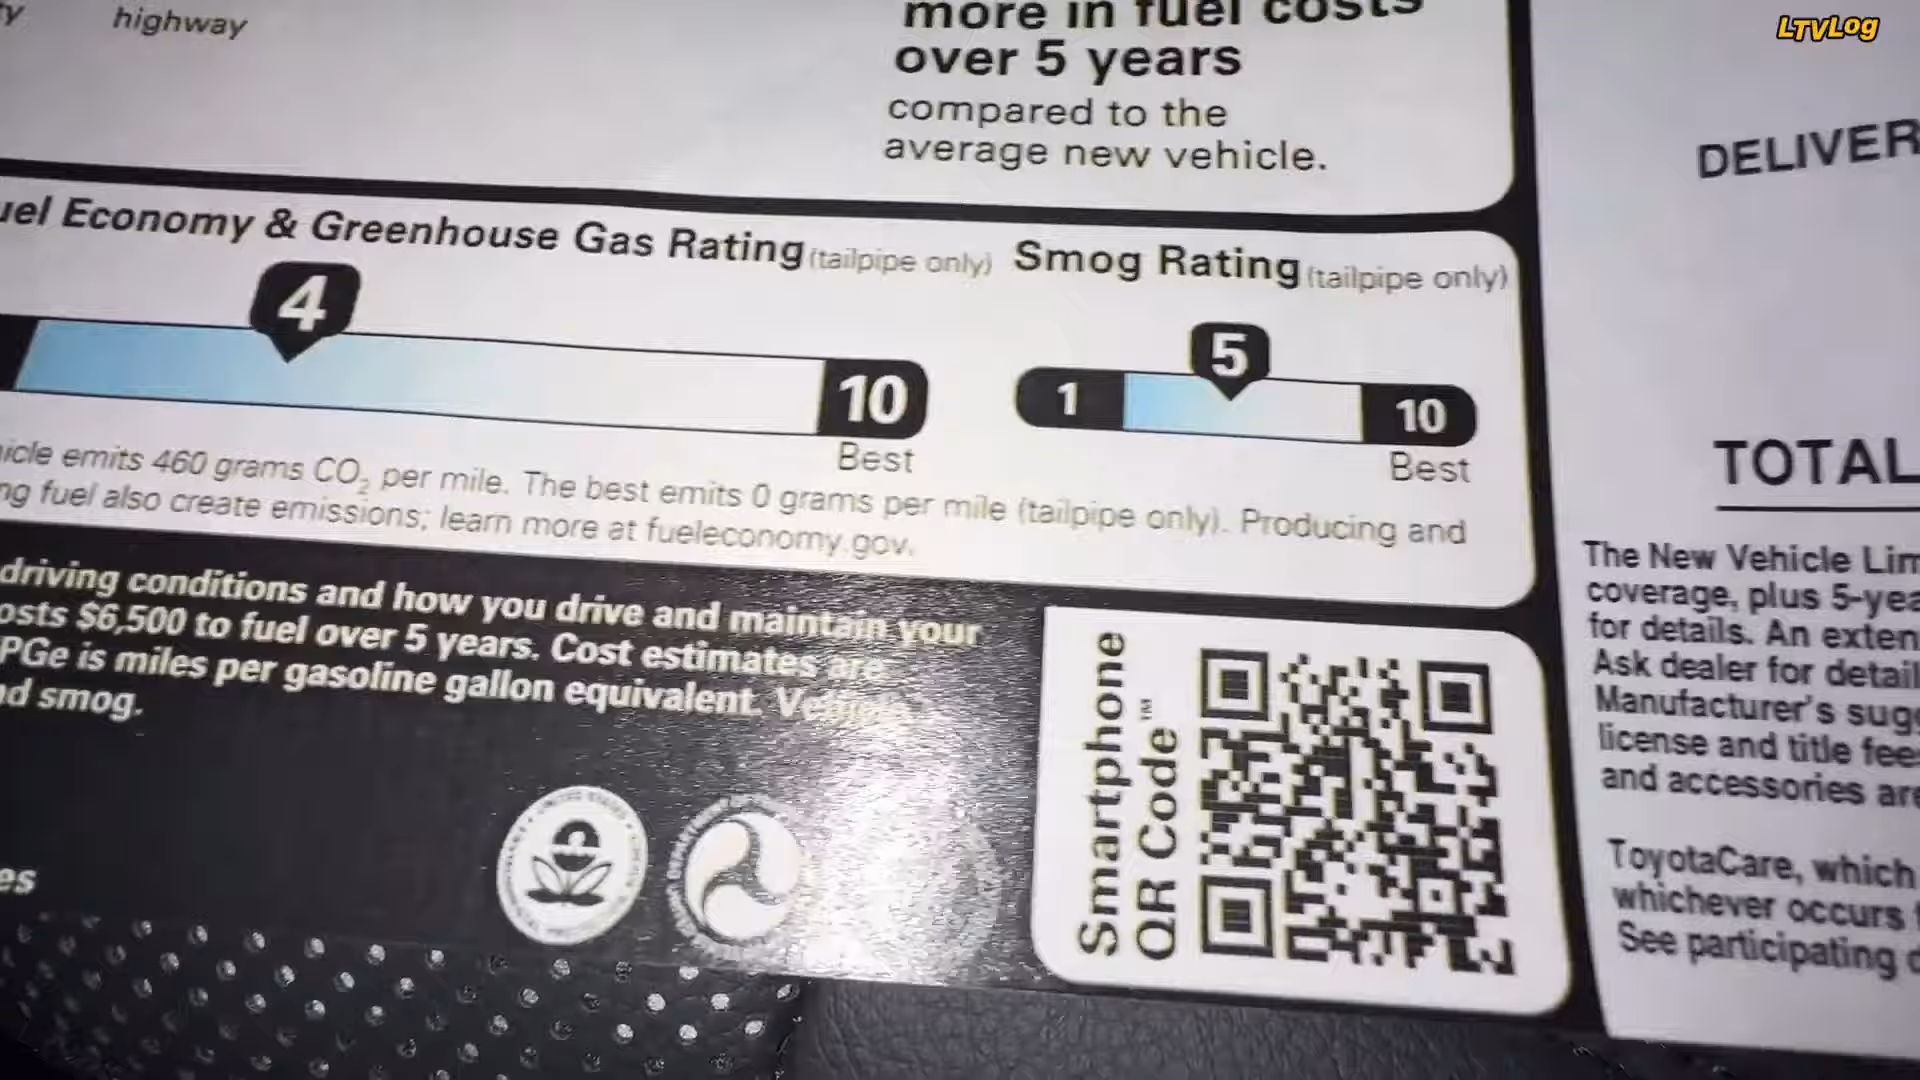 LTVLog
highway
more in fuel costs
over 5 years
compared to the
average new vehicle.
DELIVER
uel Economy & Greenhouse Gas Rating (tailpipe only)
Smog Rating (tailpipe only)
4
10
Best
1
5
10
Best
icle emits 460 grams CO₂ per mile. The best emits 0 grams per mile (tailpipe only). Producing and
ng fuel also create emissions; learn more at fueleconomy.gov.
driving conditions and how you drive and maintain your
osts $6,500 to fuel over 5 years. Cost estimates are
PGe is miles per gasoline gallon equivalent. Vehicle
nd smog.
es
Smartphone
QR Code™
TOTAL
The New Vehicle Lim
coverage, plus 5-yea
for details. An exten
Ask dealer for detail
Manufacturer's sugg
license and title fees
and accessories are
ToyotaCare, which
whichever occurs f
See participating d